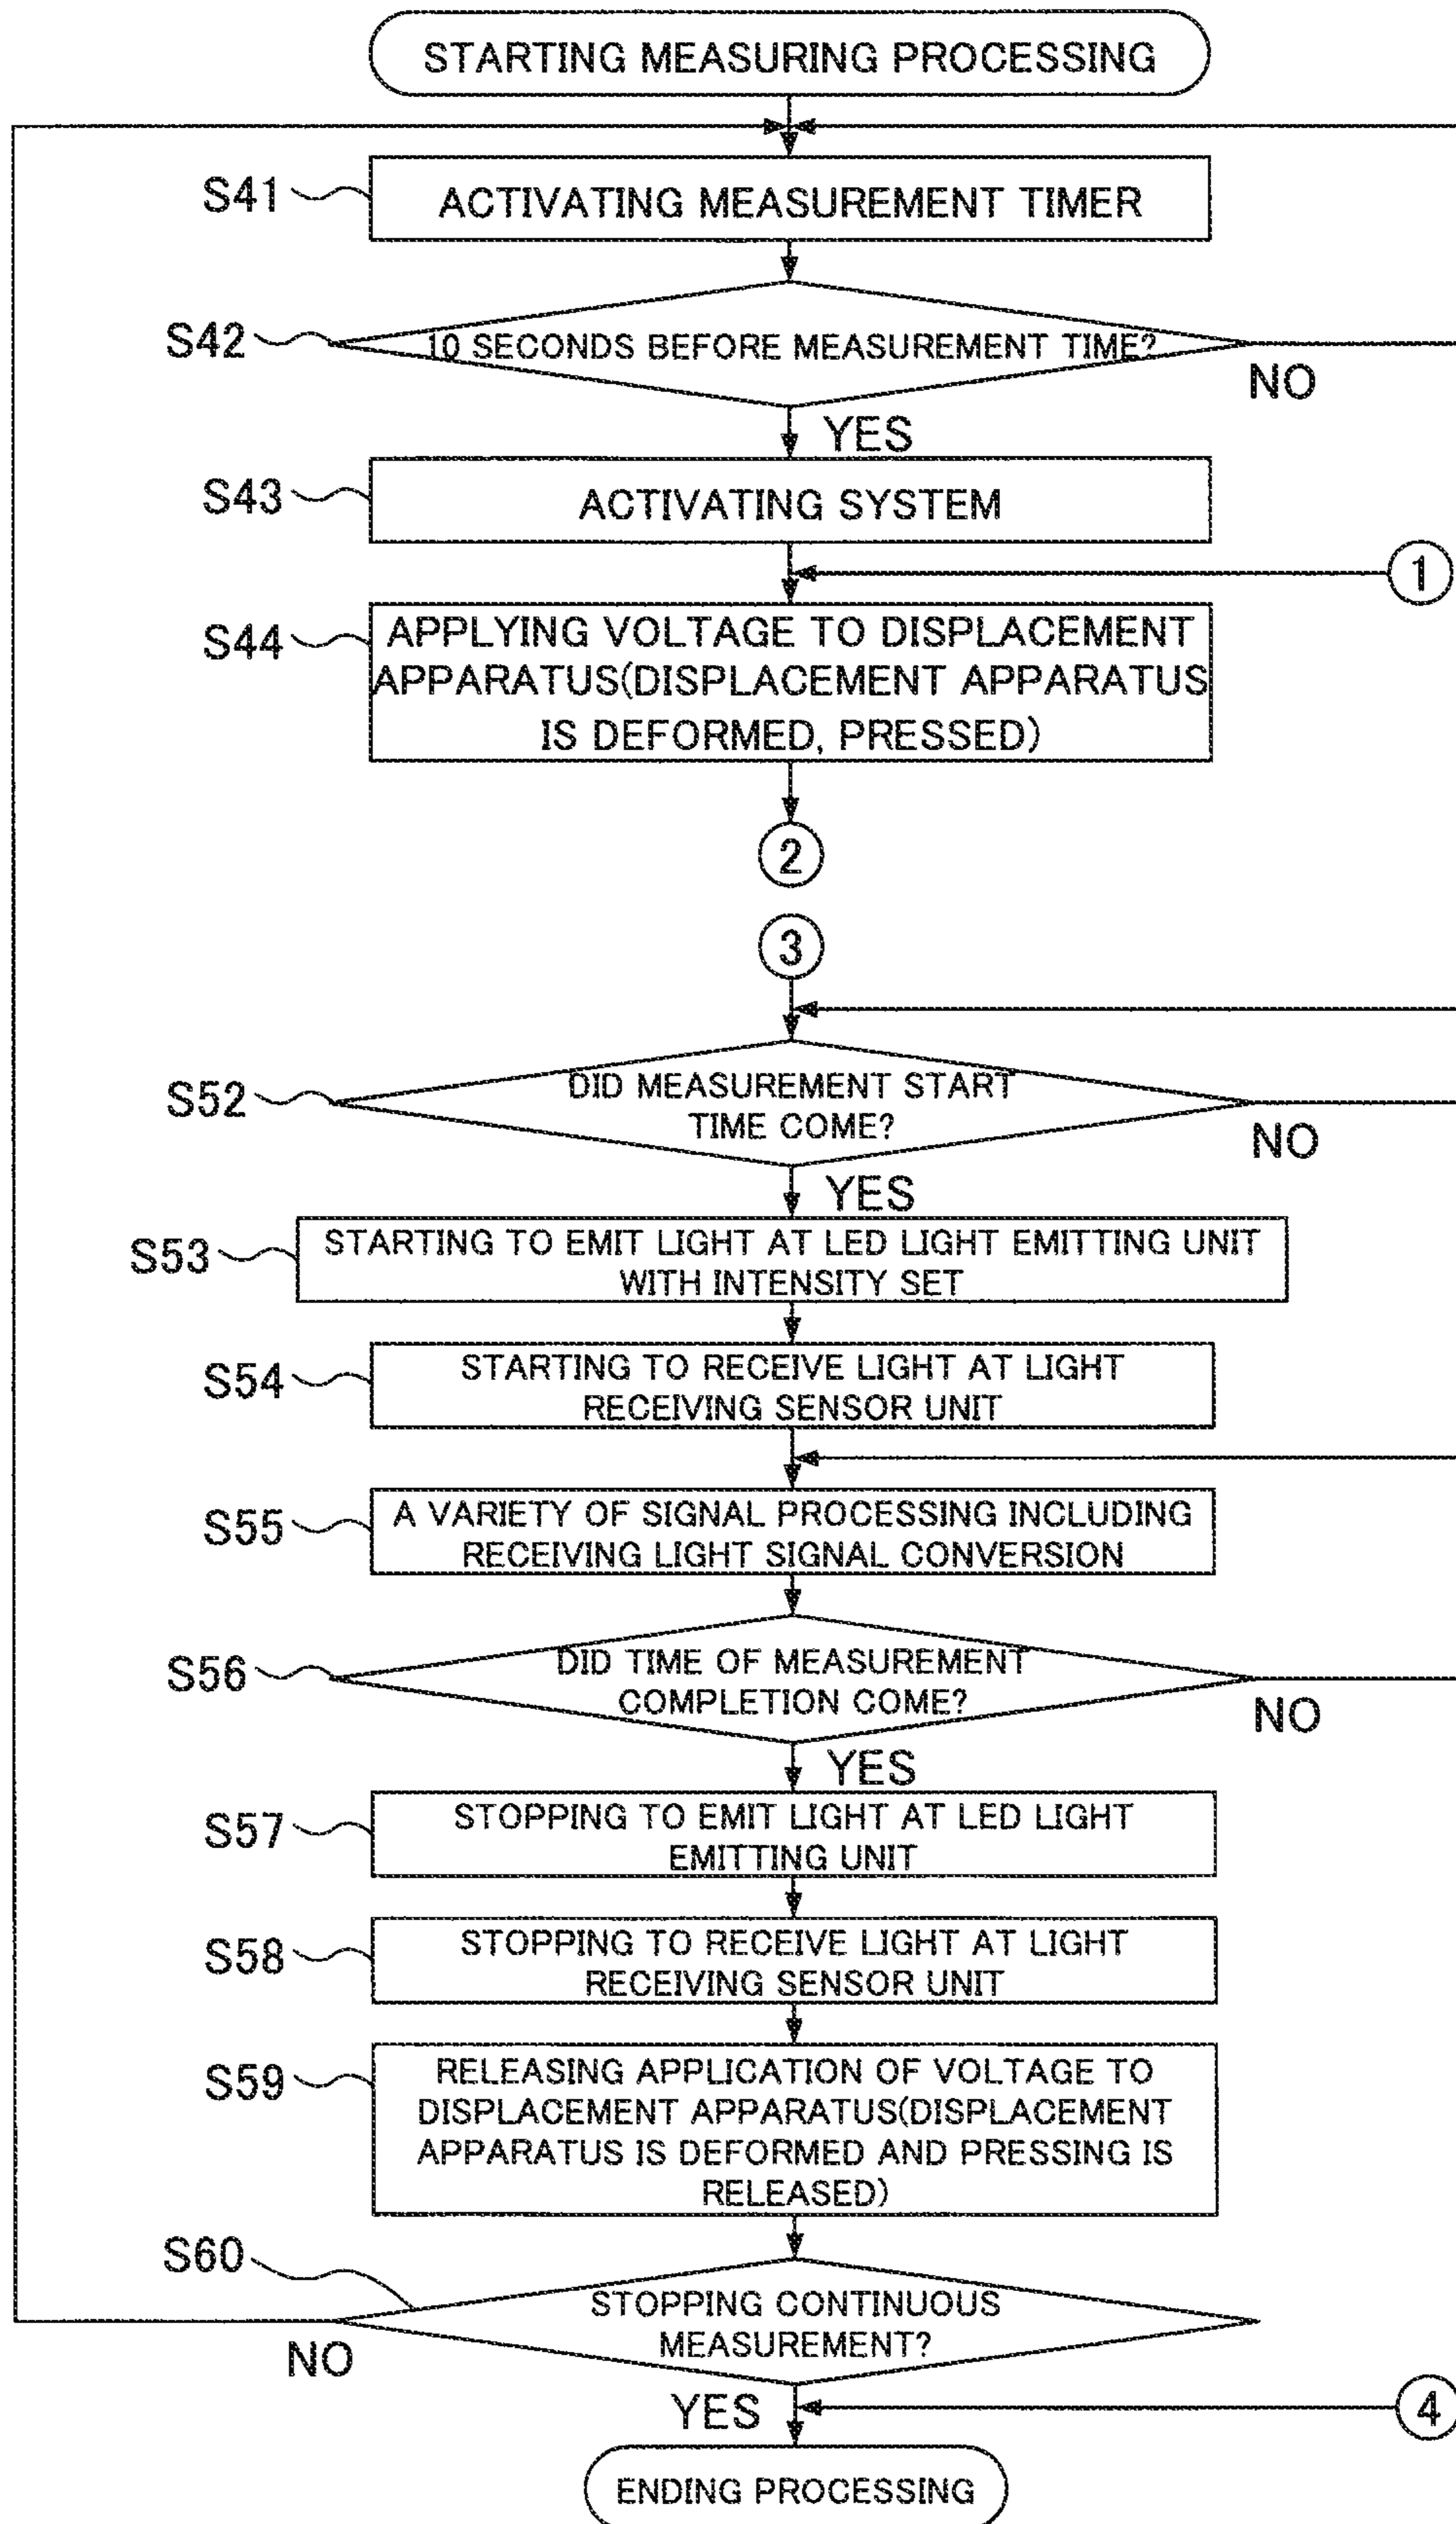 STARTING MEASURING PROCESSING
S41
ACTIVATING MEASUREMENT TIMER
S42
10 SECONDS BEFORE MEASUREMENT TIME?
NO
YES
S43
ACTIVATING SYSTEM
1
S44
APPLYING VOLTAGE TO DISPLACEMENT
APPARATUS(DISPLACEMENT APPARATUS
IS DEFORMED, PRESSED)
2
3
S52
DID MEASUREMENT START
TIME COME?
NO
YES
S53
STARTING TO EMIT LIGHT AT LED LIGHT EMITTING UNIT
WITH INTENSITY SET
S54
STARTING TO RECEIVE LIGHT AT LIGHT
RECEIVING SENSOR UNIT
S55
A VARIETY OF SIGNAL PROCESSING INCLUDING
RECEIVING LIGHT SIGNAL CONVERSION
S56
DID TIME OF MEASUREMENT
COMPLETION COME?
NO
YES
S57
STOPPING TO EMIT LIGHT AT LED LIGHT
EMITTING UNIT
S58
STOPPING TO RECEIVE LIGHT AT LIGHT
RECEIVING SENSOR UNIT
S59
RELEASING APPLICATION OF VOLTAGE TO
DISPLACEMENT APPARATUS(DISPLACEMENT
APPARATUS IS DEFORMED AND PRESSING IS
RELEASED)
S60
STOPPING CONTINUOUS
MEASUREMENT?
NO
YES
4
ENDING PROCESSING